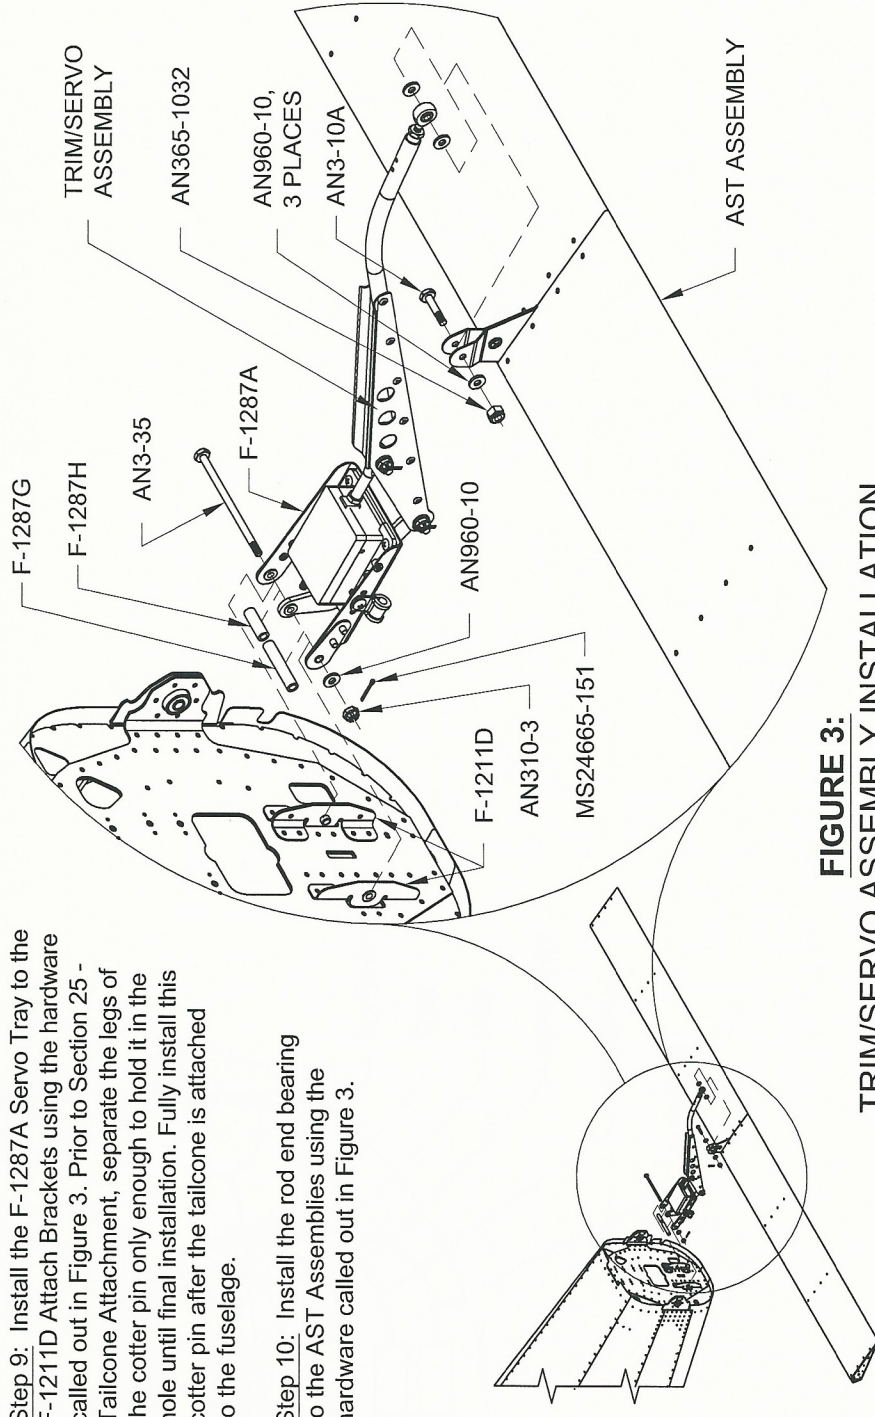 Step 9: Install the F-1287A Servo Tray to the
F-1211D Attach Brackets using the hardware
called out in Figure 3. Prior to Section 25 -
Tailcone Attachment, separate the legs of
he cotter pin only enough to hold it in the
hole until final installation. Fully install this
cotter pin after the tailcone is attached
o the fuselage.
Step 10: Install the rod end bearing
o the AST Assemblies using the
hardware called out in Figure 3.
F-1287G
F-1287H
AN3-35
F-1287A
TRIM/SERVO
ASSEMBLY
AN365-1032
AN960-10,
3 PLACES
AN3-10A
F-1211D
AN310-3
MS24665-151
AN960-10
AST ASSEMBLY
FIGURE 3:
TRIM/SERVO ASSEMBLY INSTALLATION